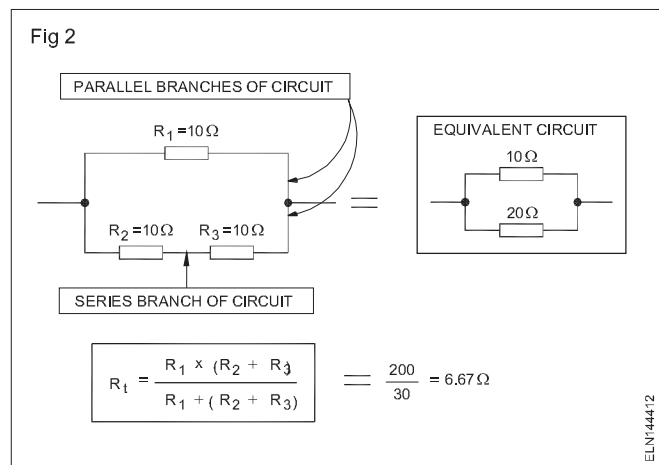 Fig 2
PARALLEL BRANCHES OF CIRCUIT
R1=10Ω
R2=10Ω R3=10Ω
SERIES BRANCH OF CIRCUIT
=
EQUIVALENT CIRCUIT
10Ω
20Ω
Rt = R1 x (R2 + R3) / R1 + (R2 + R3) = 200 / 30 = 6.67Ω
ELN144412